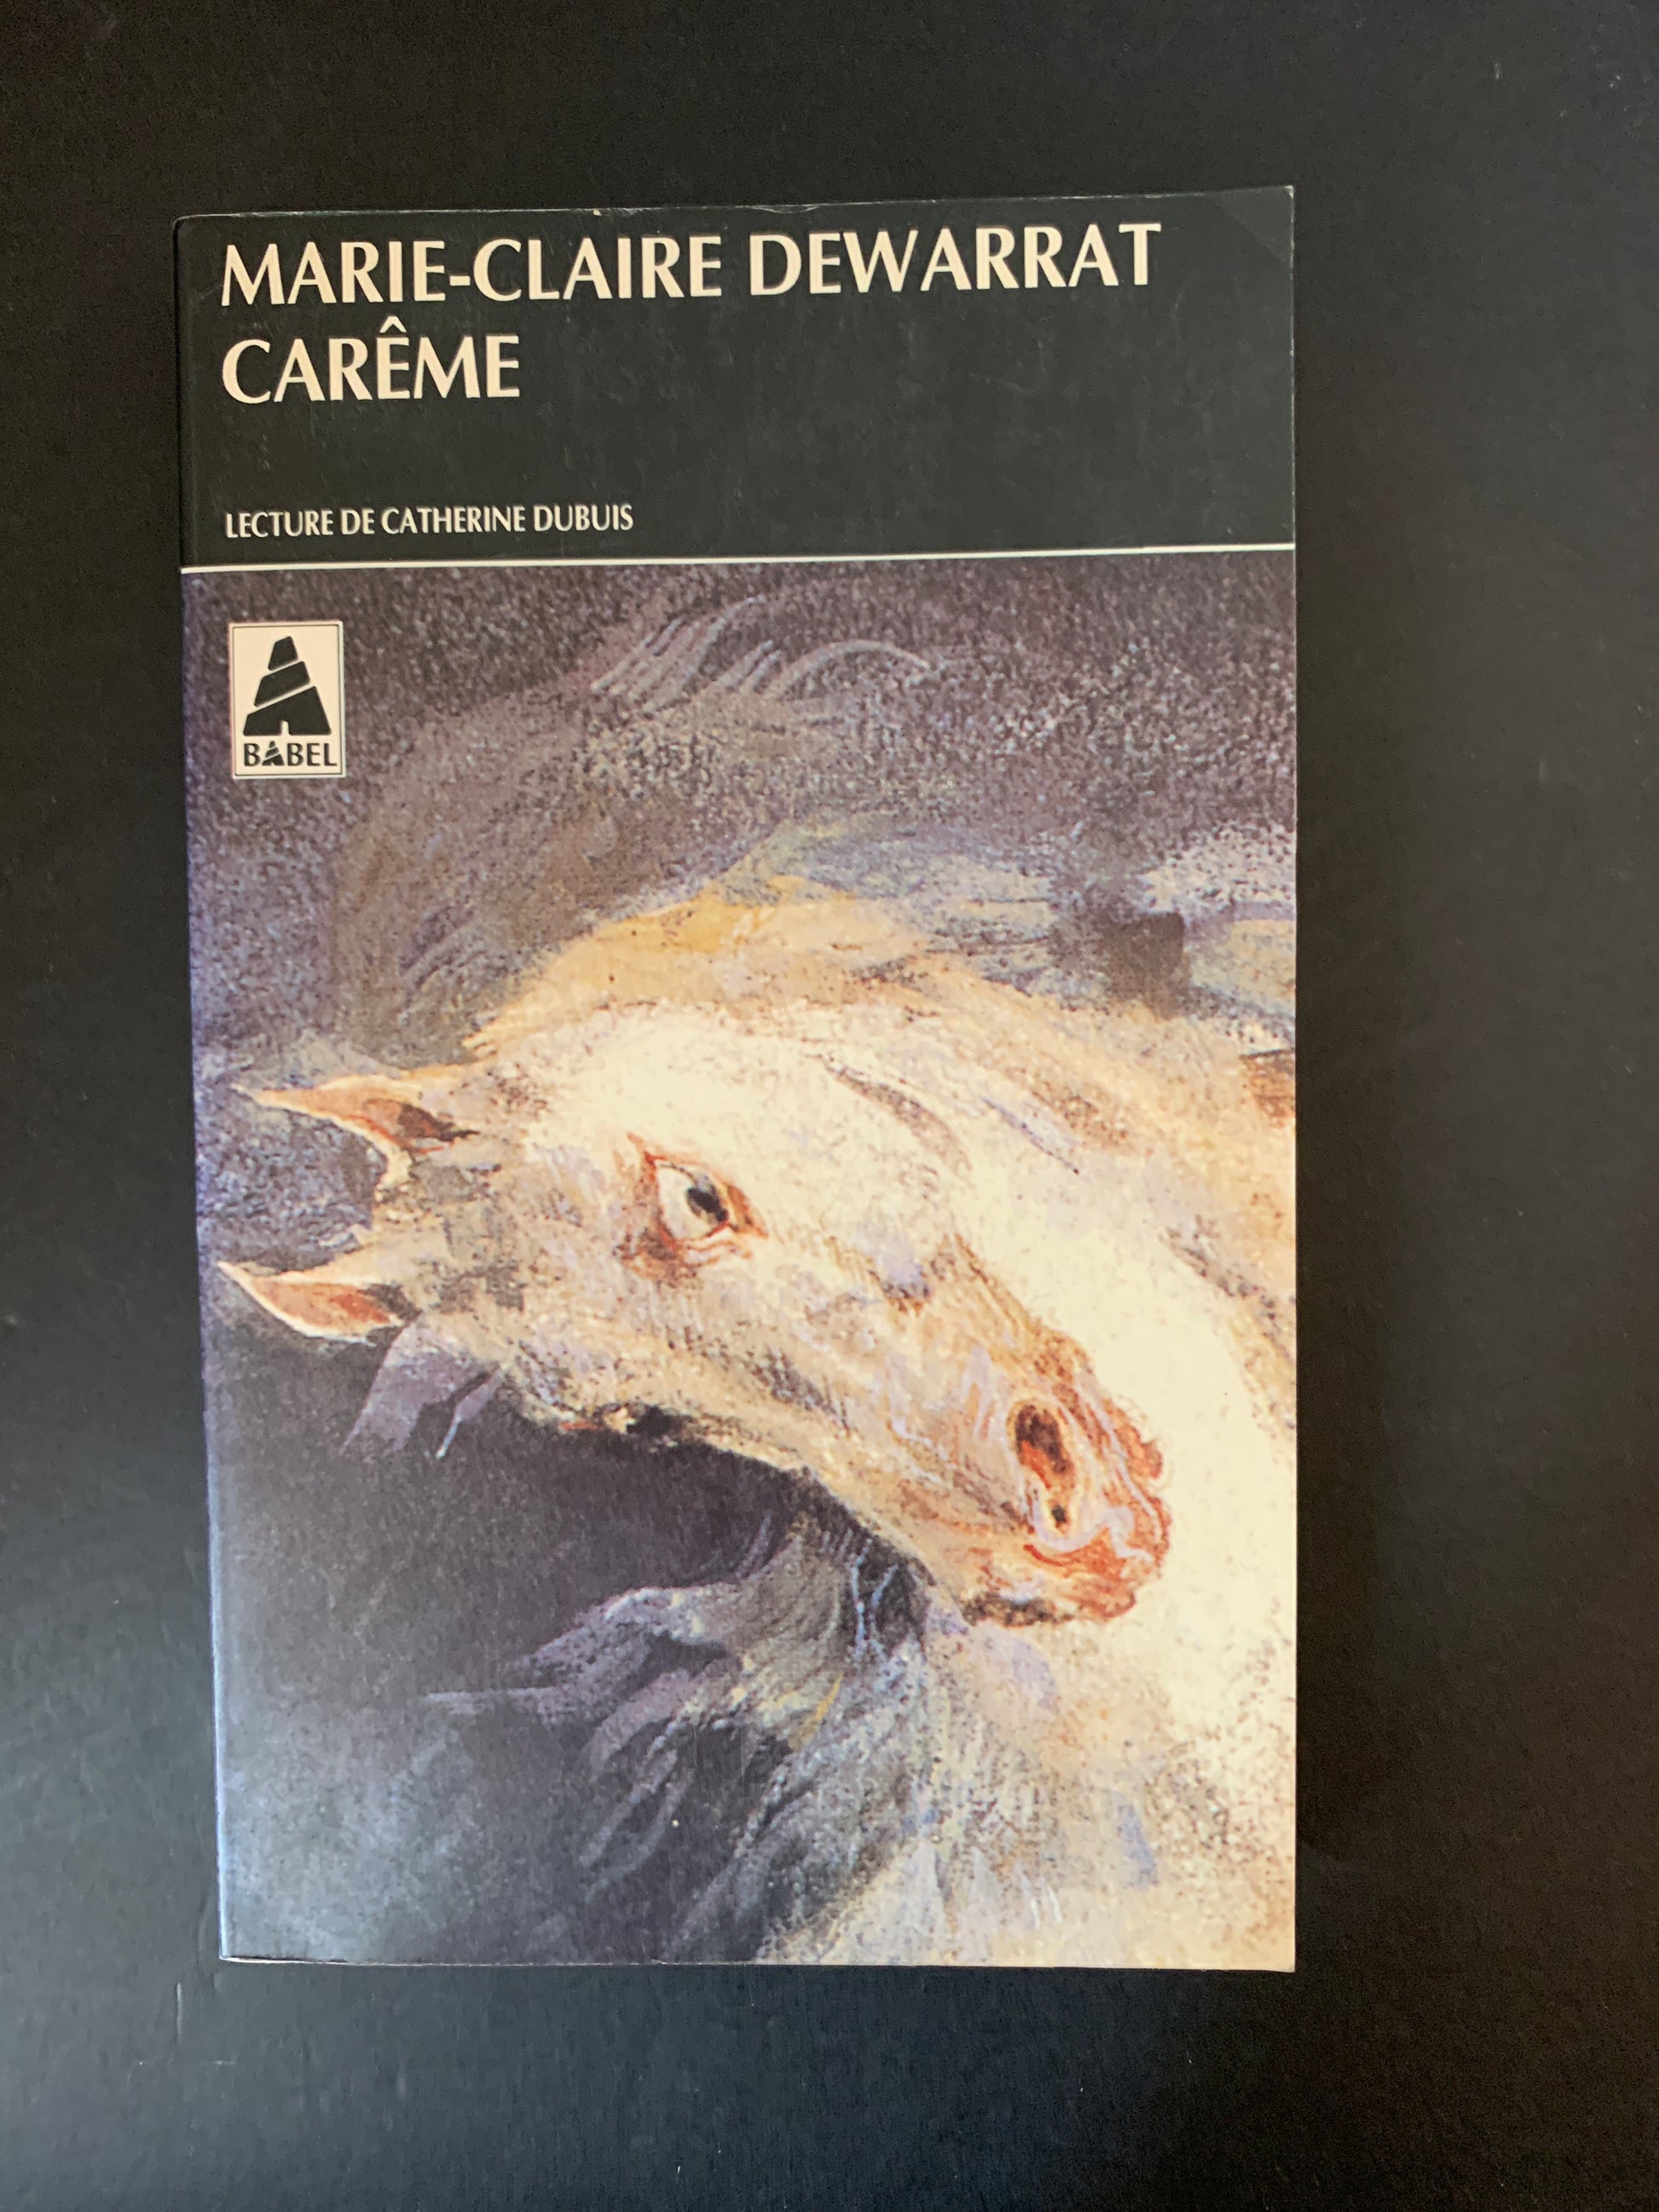 MARIE-CLAIRE DEWARRAT
CARÊME
LECTURE DE CATHERINE DUBUIS
BABEL